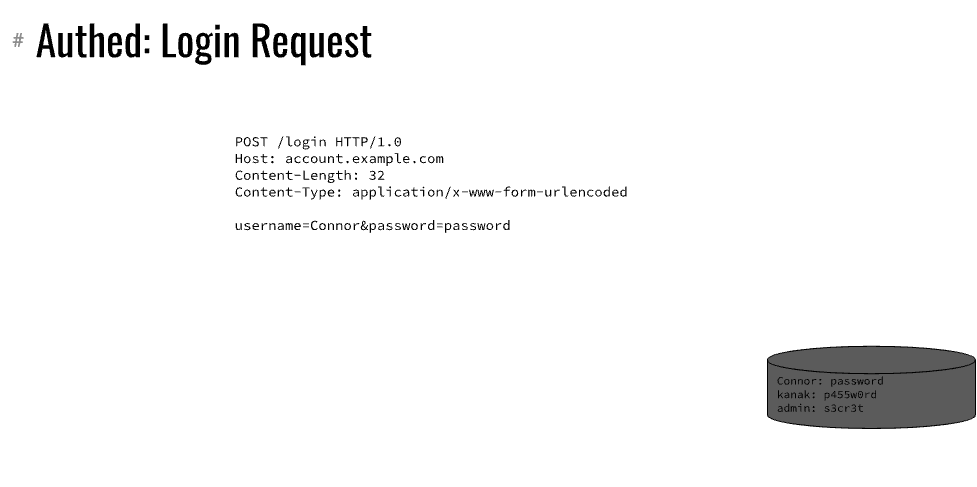 # Authed: Login Request
POST /login HTTP/1.0
Host: account.example.com
Content-Length: 32
Content-Type: application/x-www-form-urlencoded
username=Connor&password=password
Connor: password
kanak: p455w0rd
admin: s3cr3t